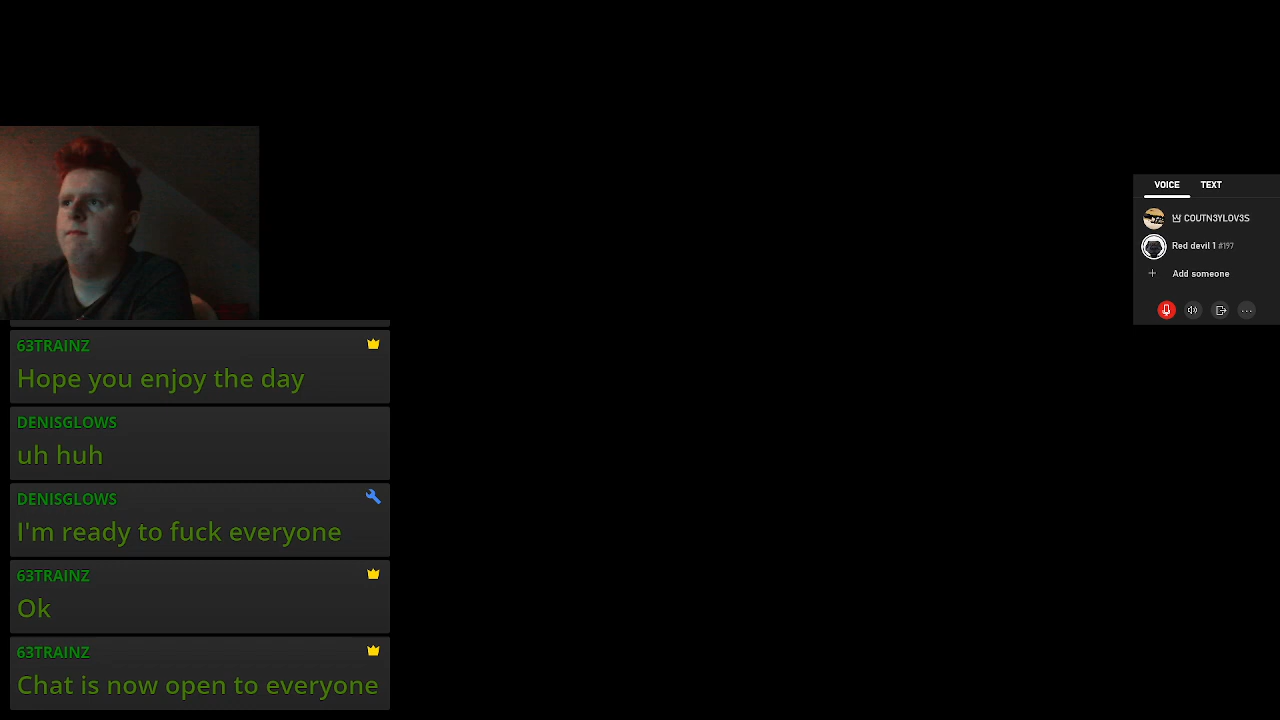 VOICE TEXT
COUTN3YLOV3S
Red devil 1 #197
Add someone
63TRAINZ
Hope you enjoy the day
DENISGLOWS
uh huh
DENISGLOWS
I'm ready to fuck everyone
63TRAINZ
Ok
63TRAINZ
Chat is now open to everyone